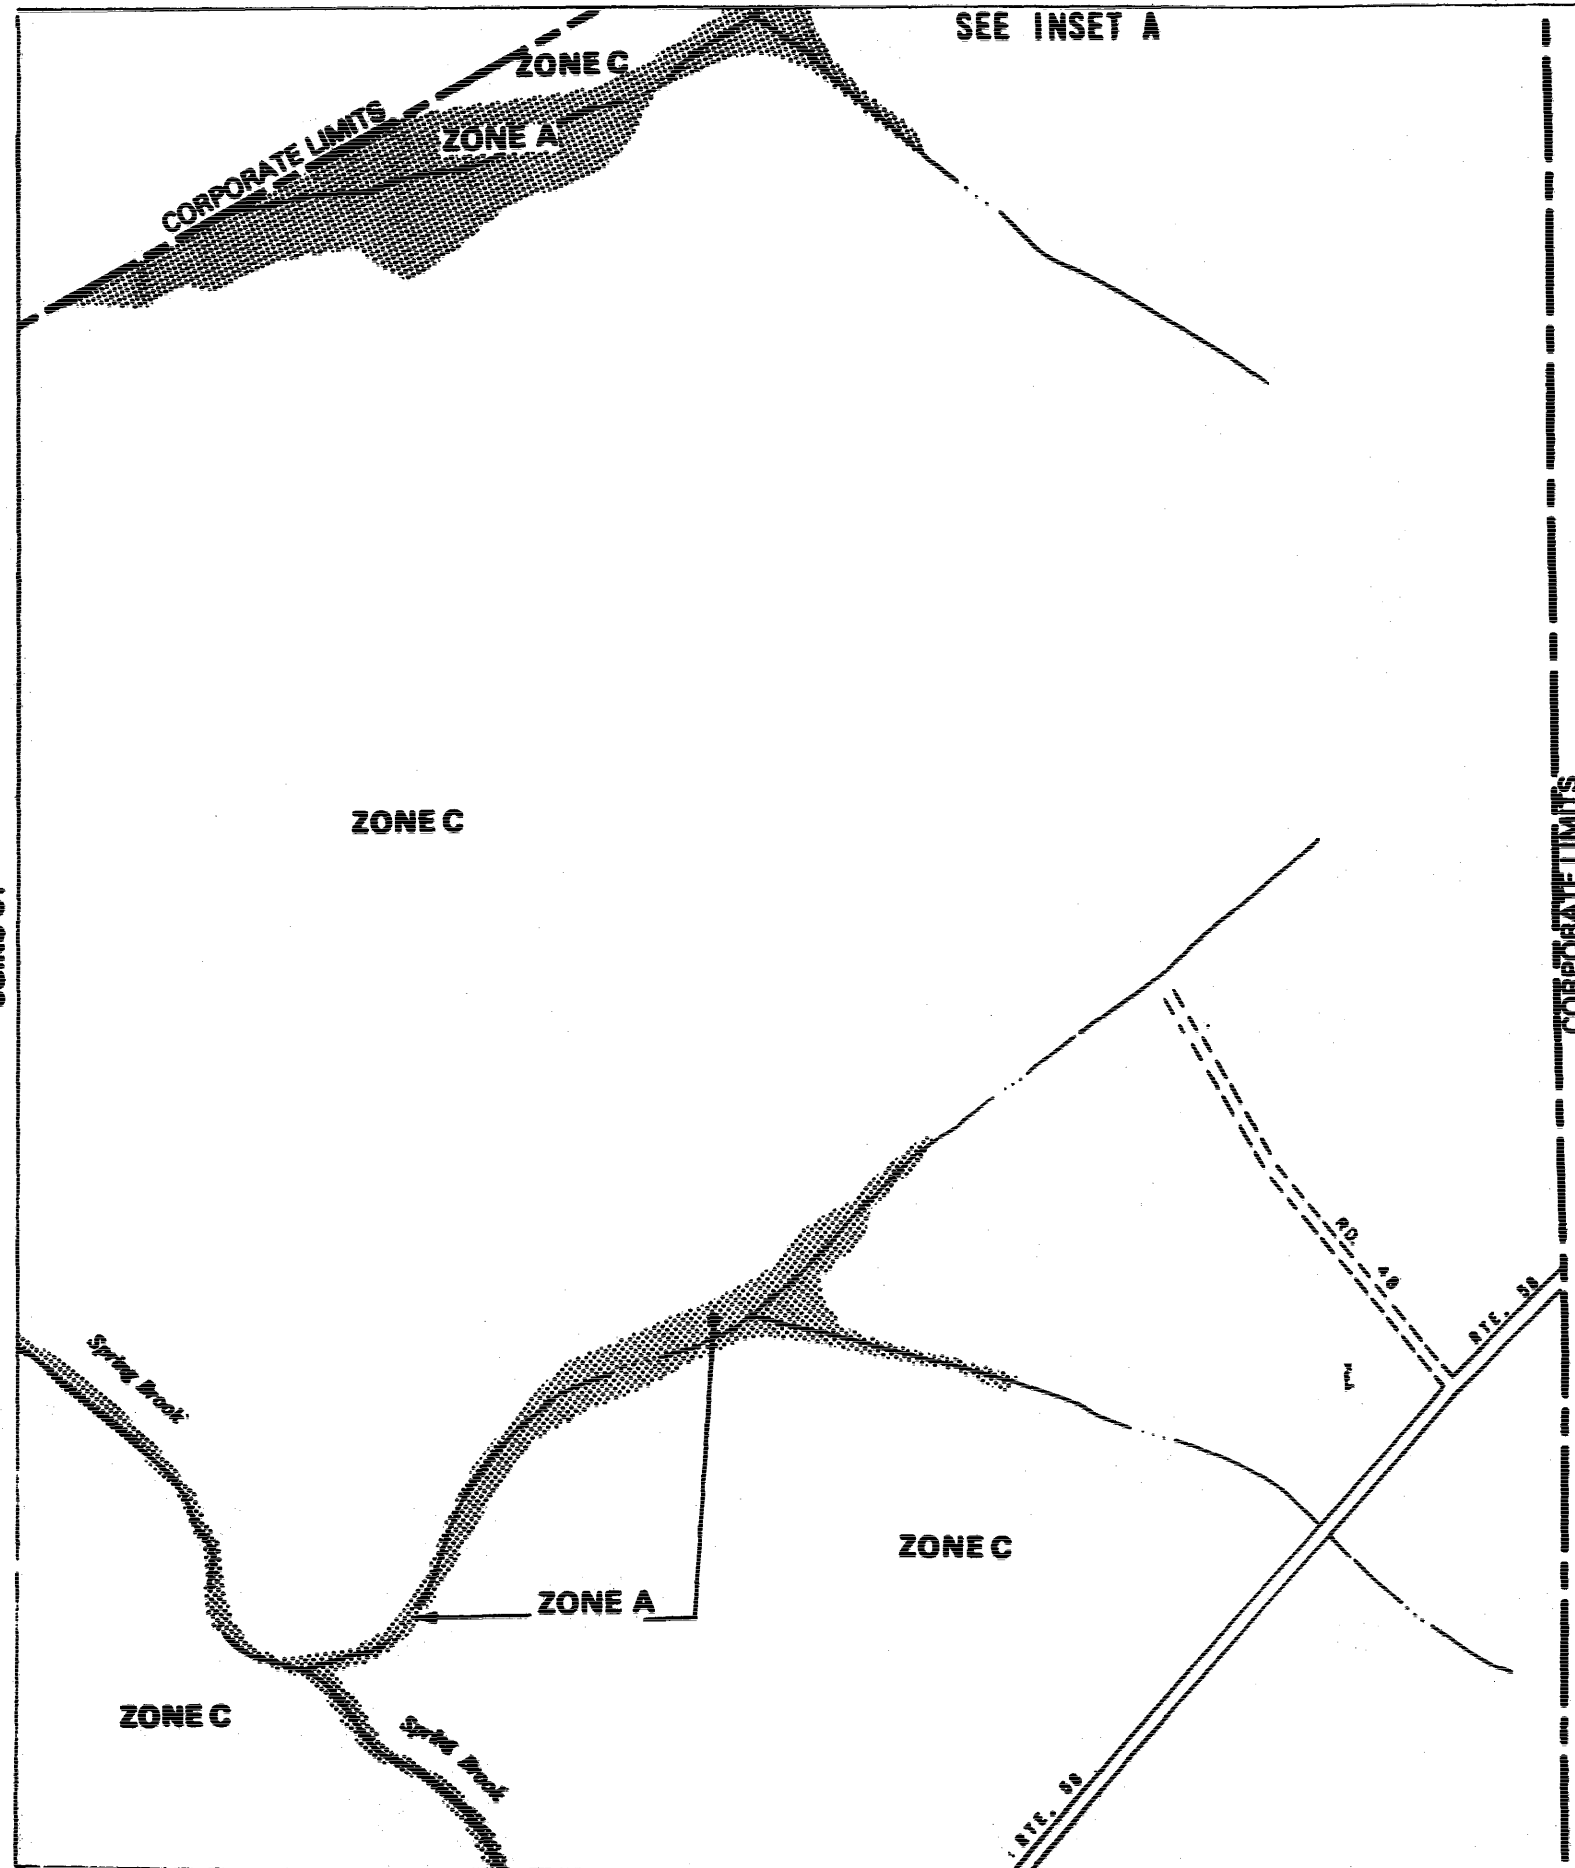 SEE INSET A
ZONE C
CORPORATE LIMITS
ZONE A
ZONE C
CORPORATE LIMITS
RD. 48
RTE. 58
Spring Brook
ZONE C
ZONE A
ZONE C
Spring Brook
RTE. 58